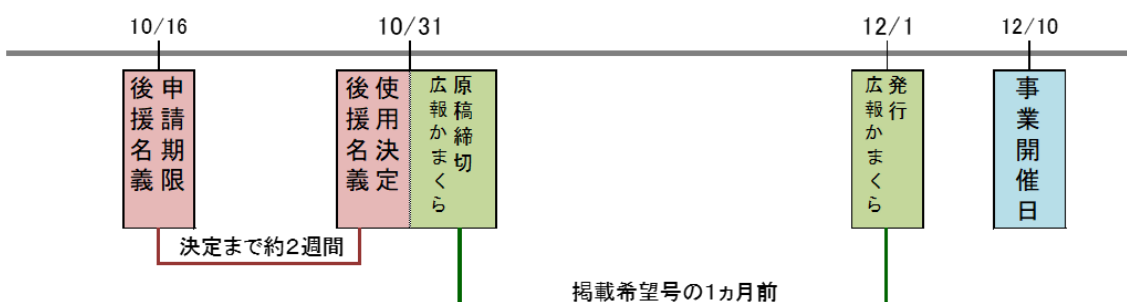 10/16
10/31
12/1
12/10
申請期限
後援名義
使用決定
後援名義
原稿締切
広報かまくら
発行
広報かまくら
事業開催日
決定まで約2週間
掲載希望号の1ヵ月前